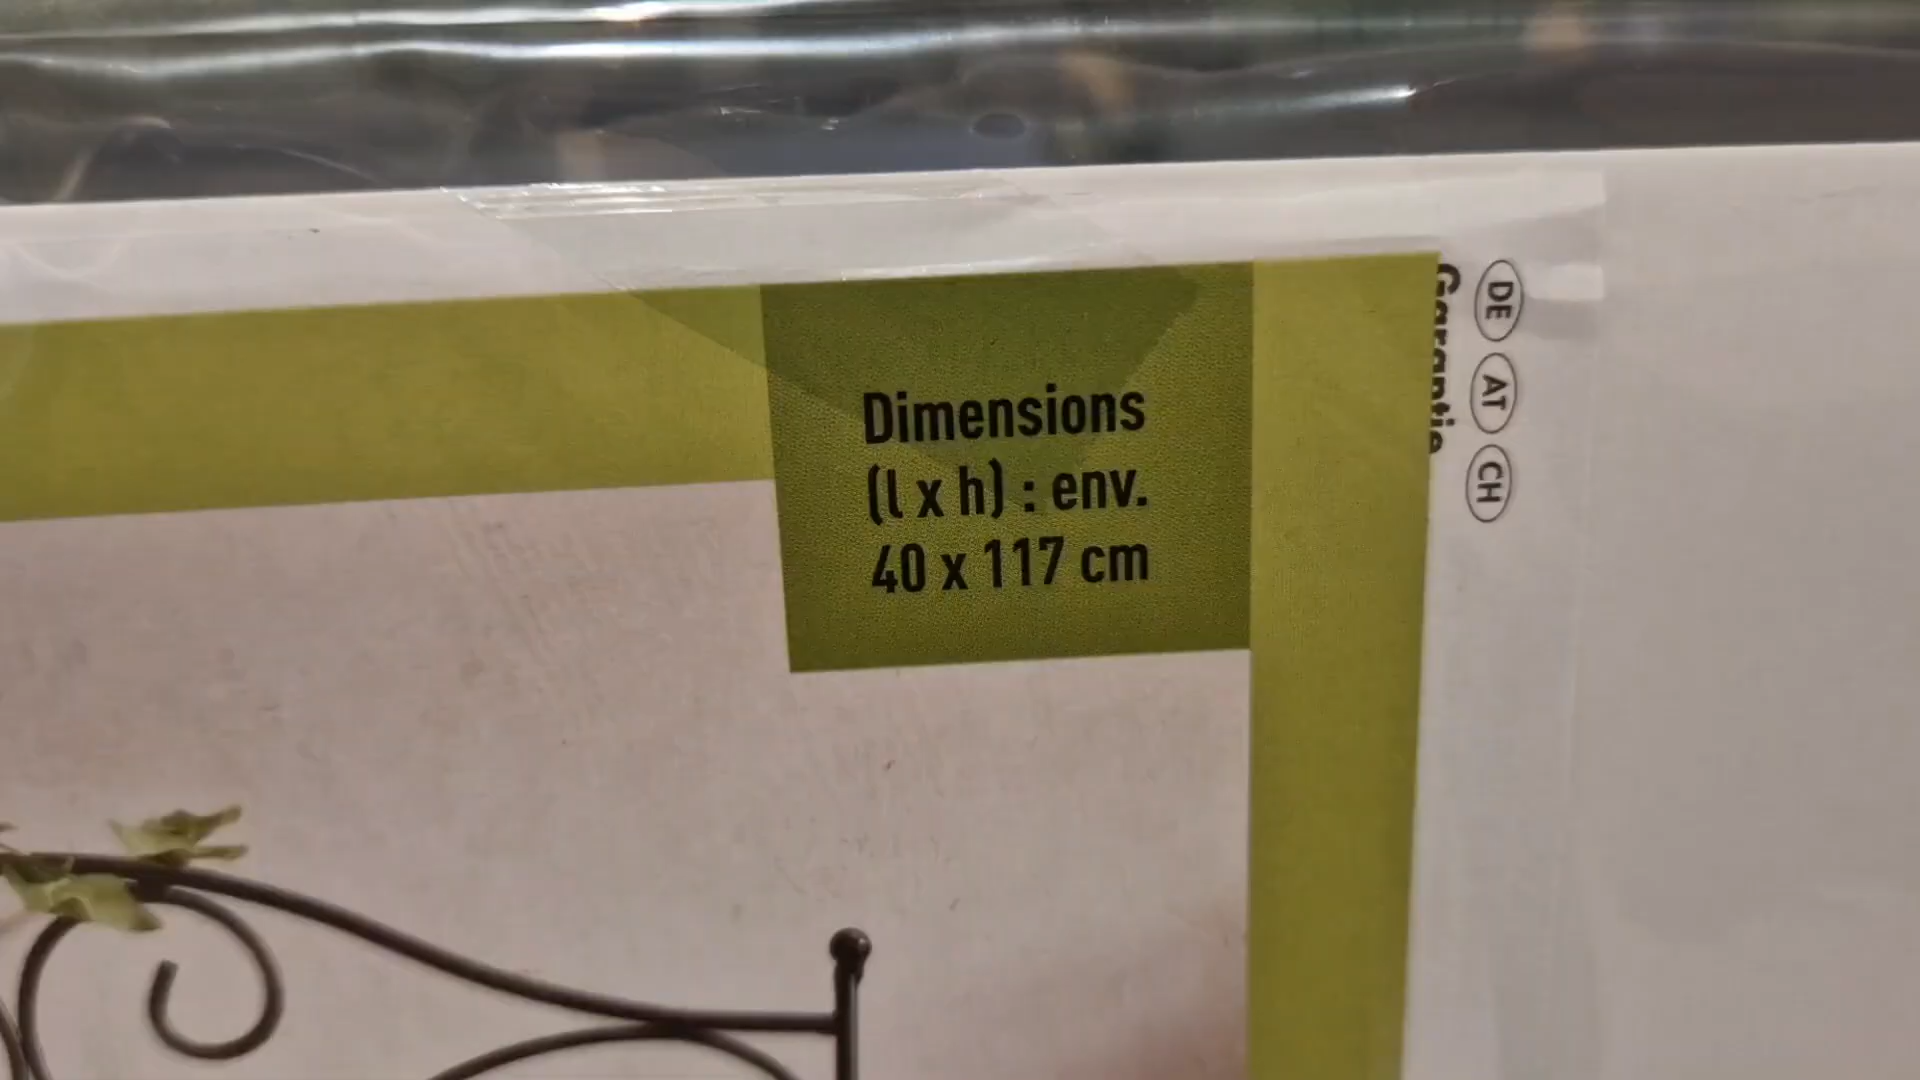 Dimensions
(l x h) : env.
40 x 117 cm
DE AT CH
Garantie